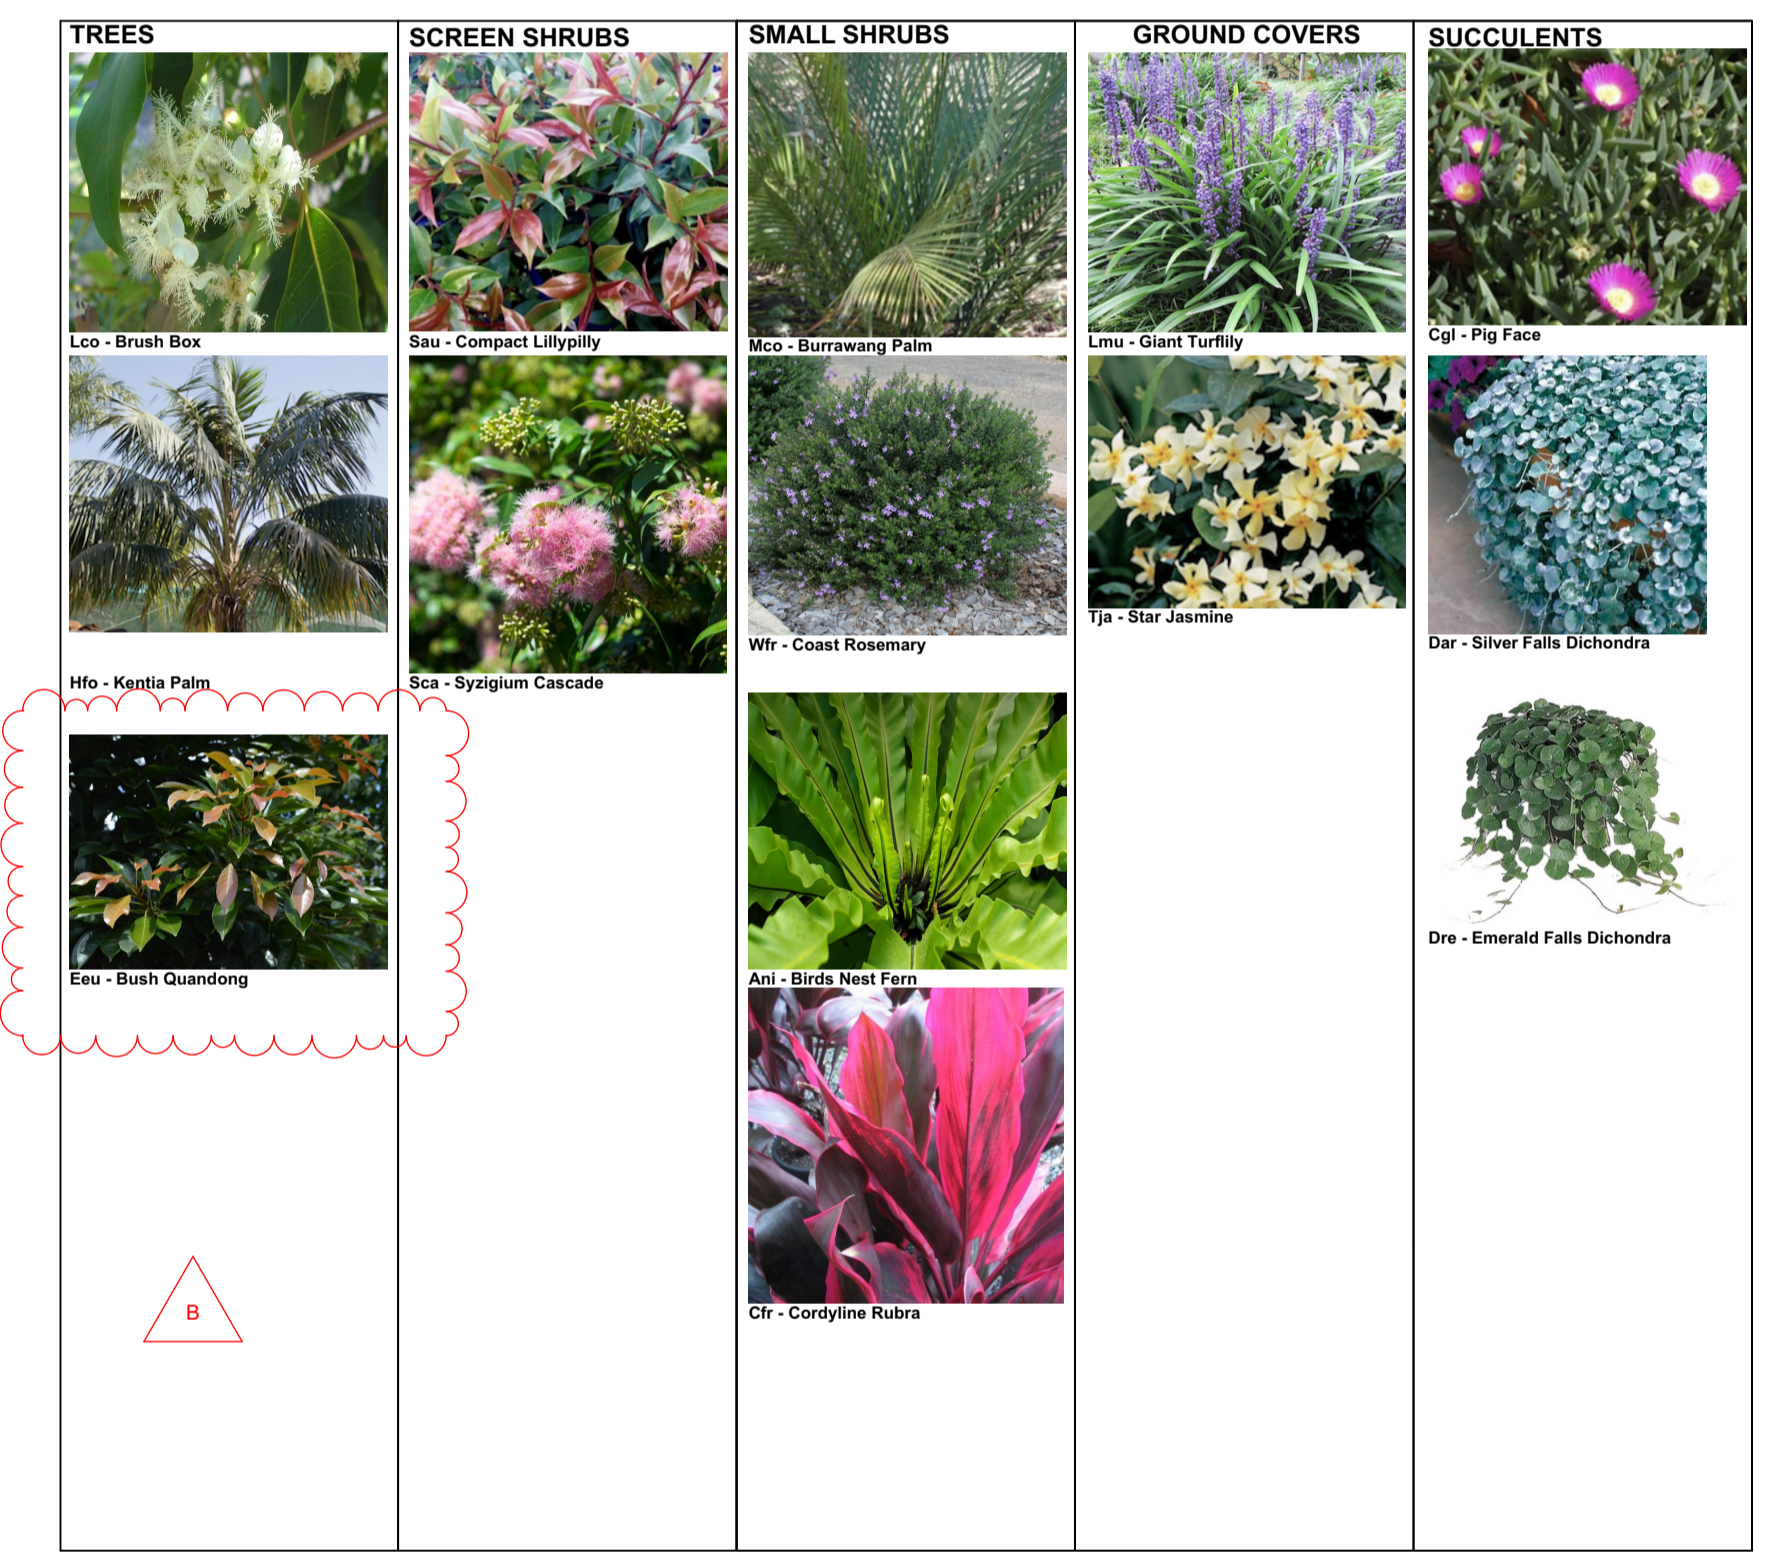 TREES
Lco - Brush Box
Hfo - Kentia Palm
Eeu - Bush Quandong
B
SCREEN SHRUBS
Sau - Compact Lillypilly
Sca - Syzigium Cascade
SMALL SHRUBS
Mco - Burrawang Palm
Wfr - Coast Rosemary
Ani - Birds Nest Fern
Cfr - Cordyline Rubra
GROUND COVERS
Lmu - Giant Turflily
Tja - Star Jasmine
SUCCULENTS
Cgl - Pig Face
Dar - Silver Falls Dichondra
Dre - Emerald Falls Dichondra